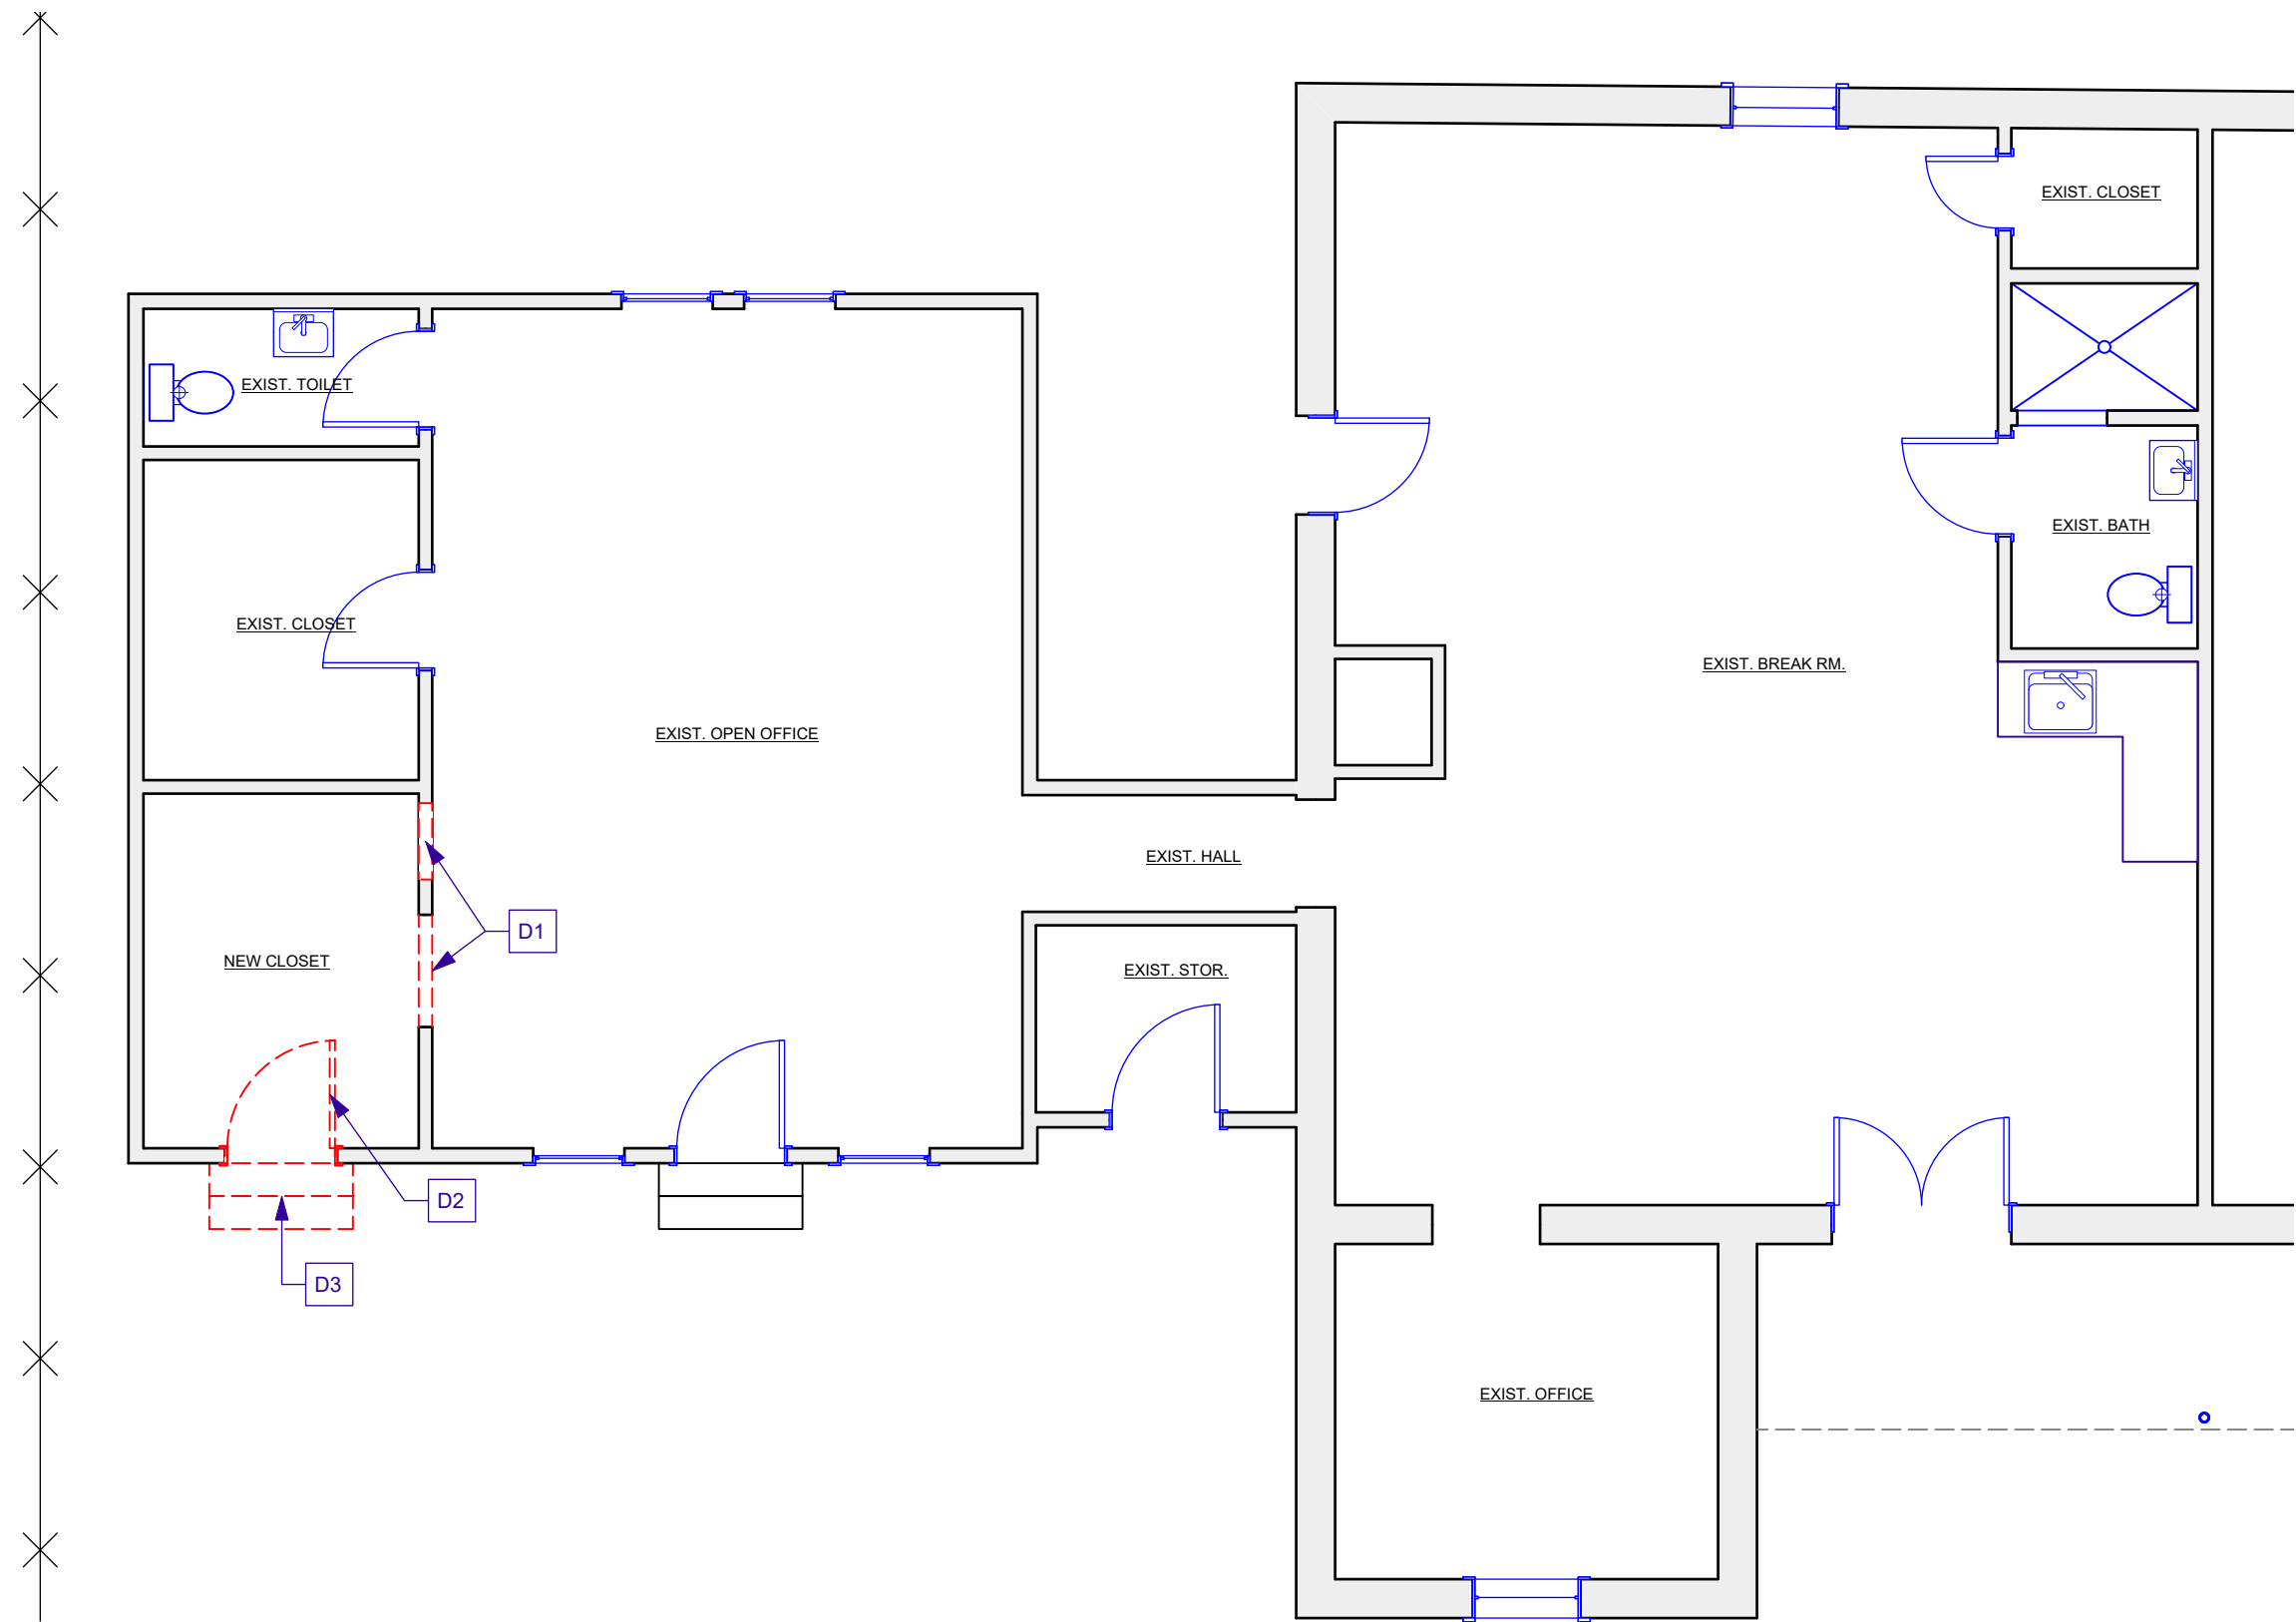 EXIST. CLOSET
EXIST. TOILET
EXIST. BATH
EXIST. CLOSET
EXIST. BREAK RM.
EXIST. OPEN OFFICE
EXIST. HALL
D1
NEW CLOSET
EXIST. STOR.
D2
D3
EXIST. OFFICE